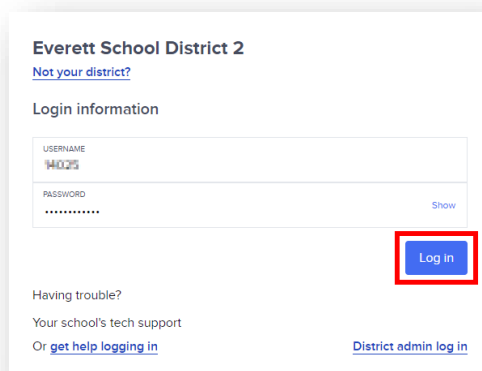 Everett School District 2
Not your district?
Login information
USERNAME
PASSWORD
••••••••••••
Show
Log in
Having trouble?
Your school's tech support
Or get help logging in
District admin log in